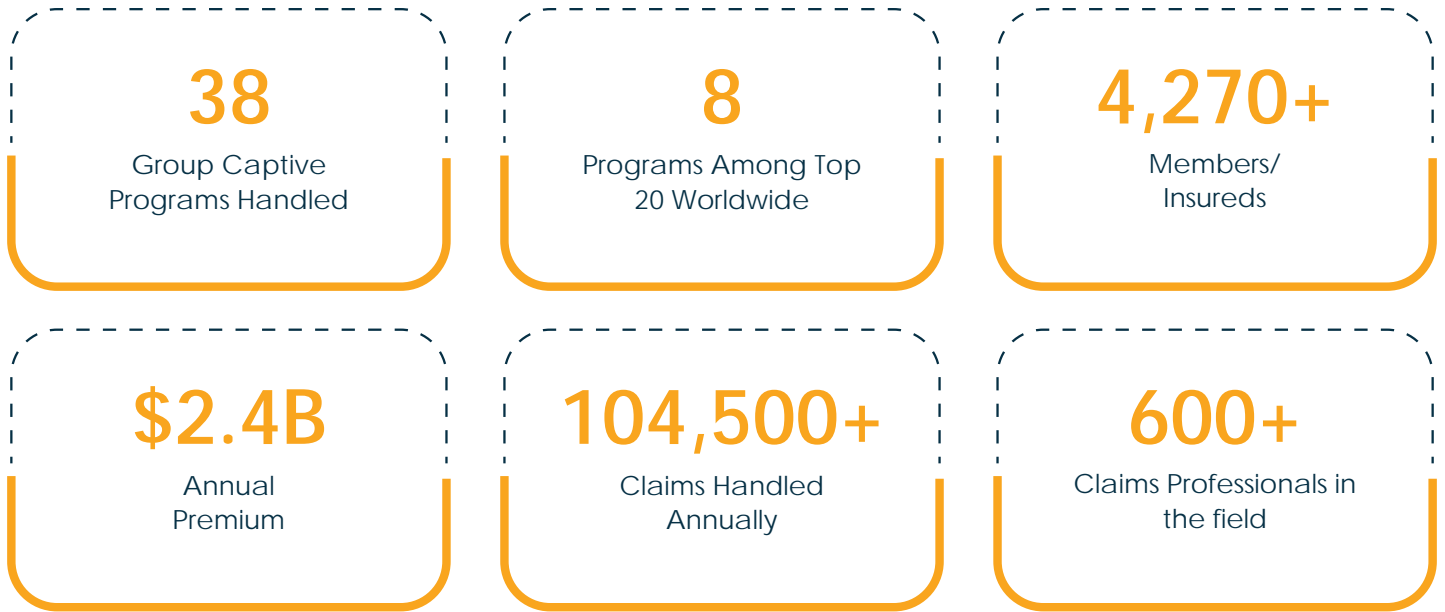 38
Group Captive
Programs Handled
8
Programs Among Top
20 Worldwide
4,270+
Members/
Insureds
$2.4B
Annual
Premium
104,500+
Claims Handled
Annually
600+
Claims Professionals in
the field